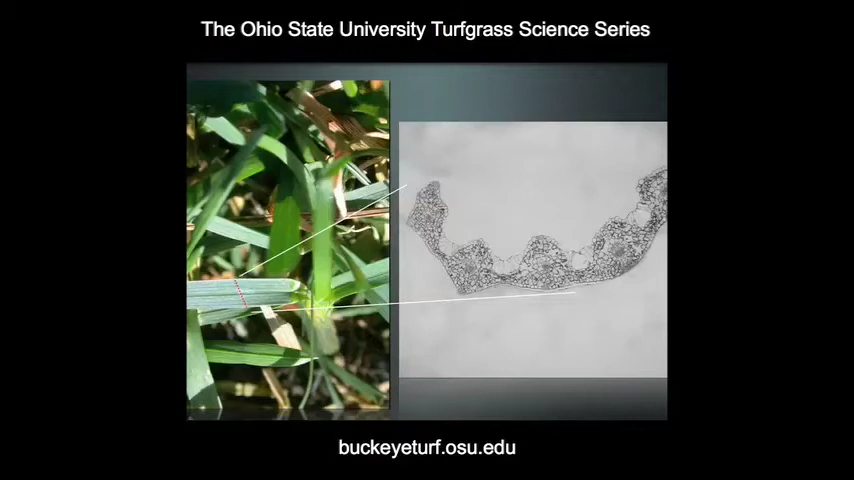 The Ohio State University Turfgrass Science Series
buckeyeturf.osu.edu